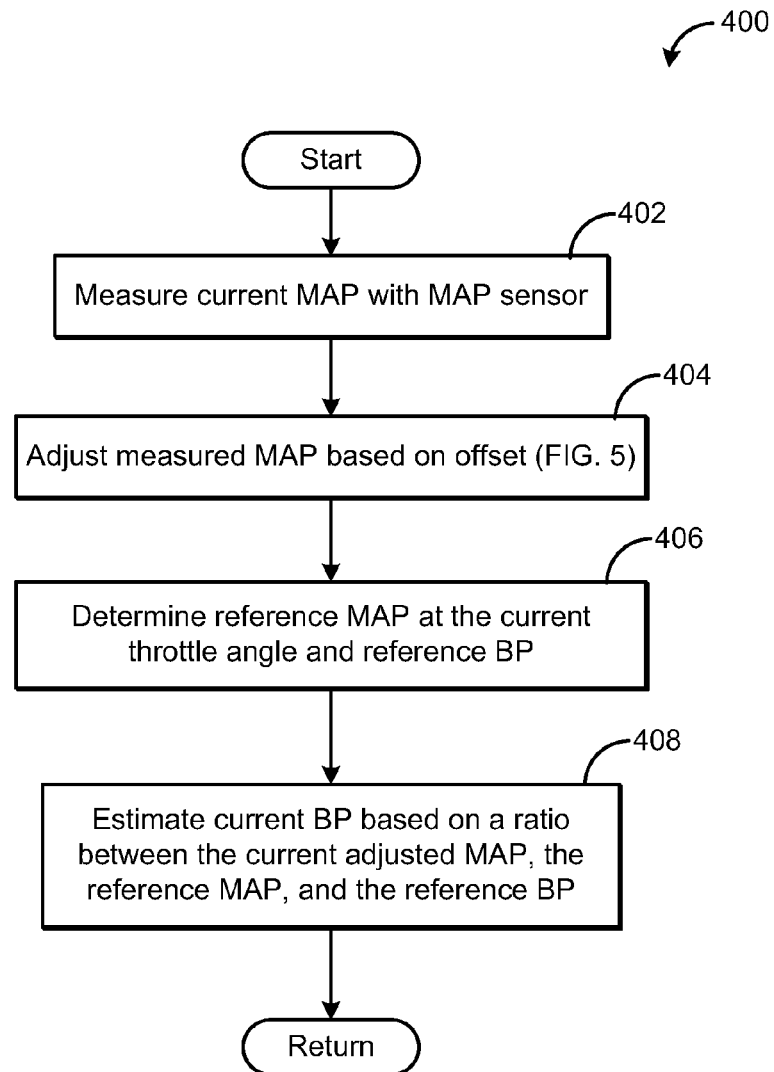 400
Start
402
Measure current MAP with MAP sensor
404
Adjust measured MAP based on offset (FIG. 5)
406
Determine reference MAP at the current
throttle angle and reference BP
408
Estimate current BP based on a ratio
between the current adjusted MAP, the
reference MAP, and the reference BP
Return